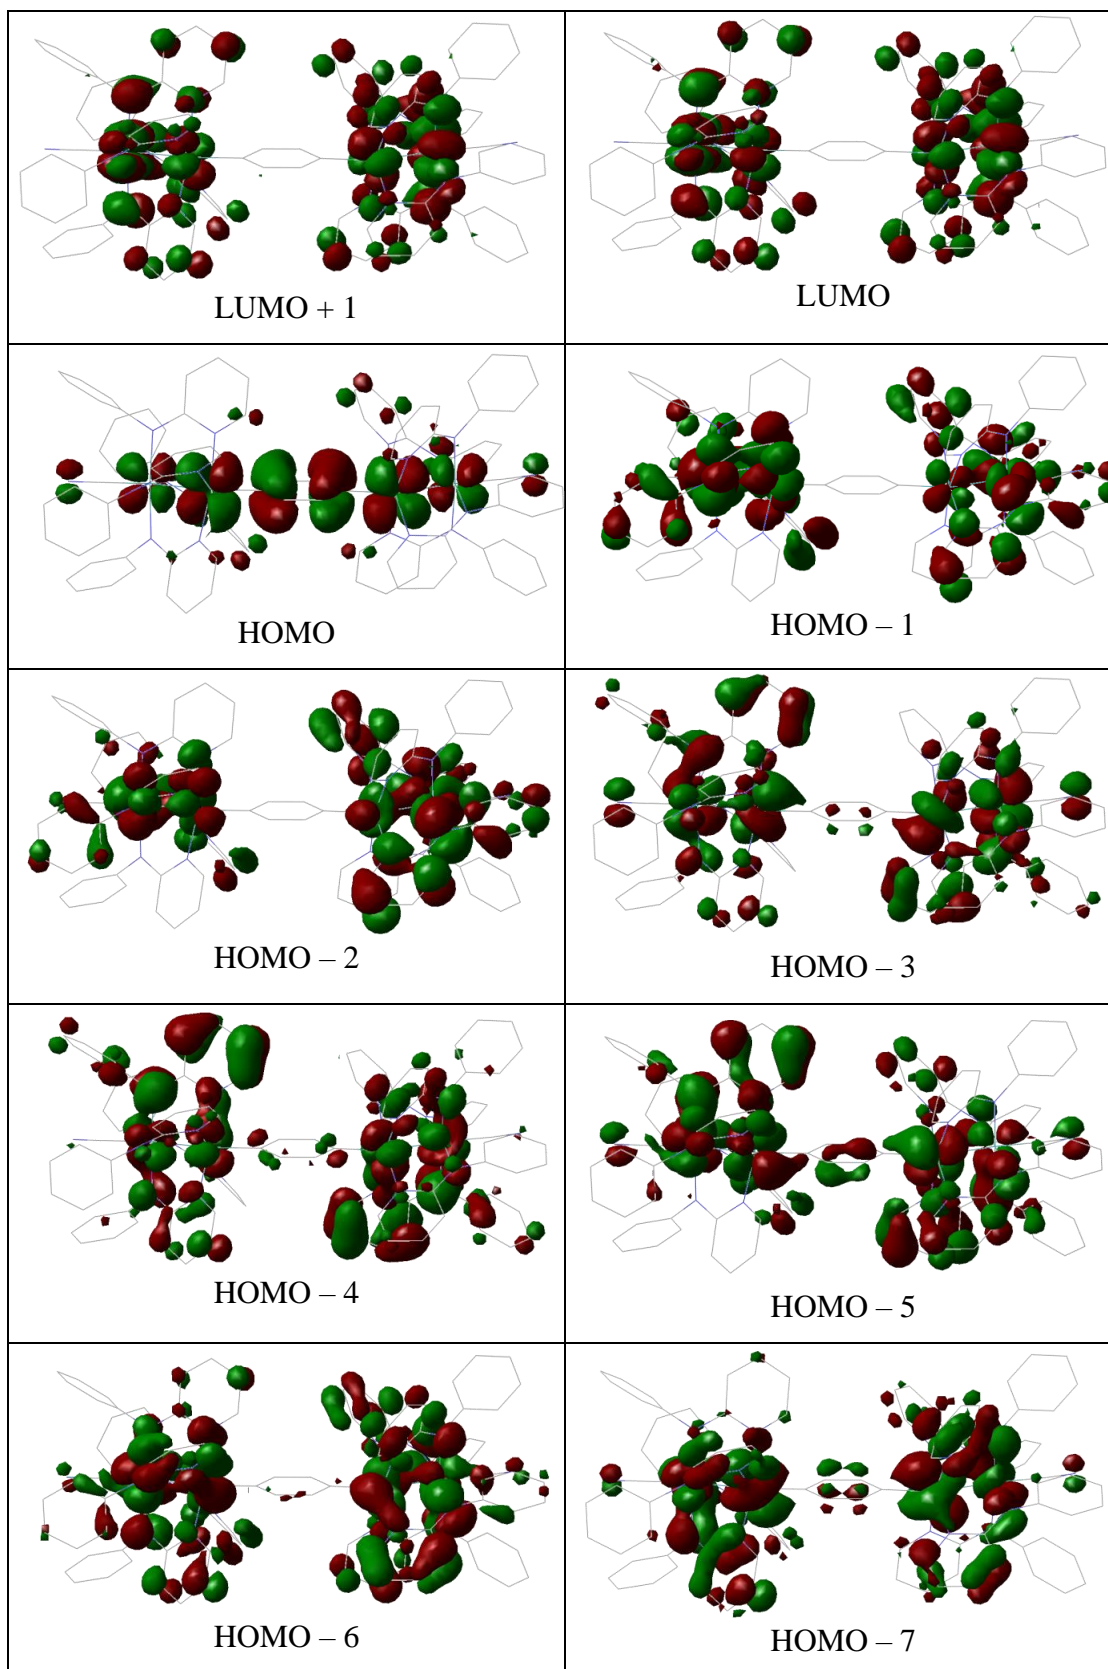 LUMO + 1
LUMO
HOMO
HOMO – 1
HOMO – 2
HOMO – 3
HOMO – 4
HOMO – 5
HOMO – 6
HOMO – 7